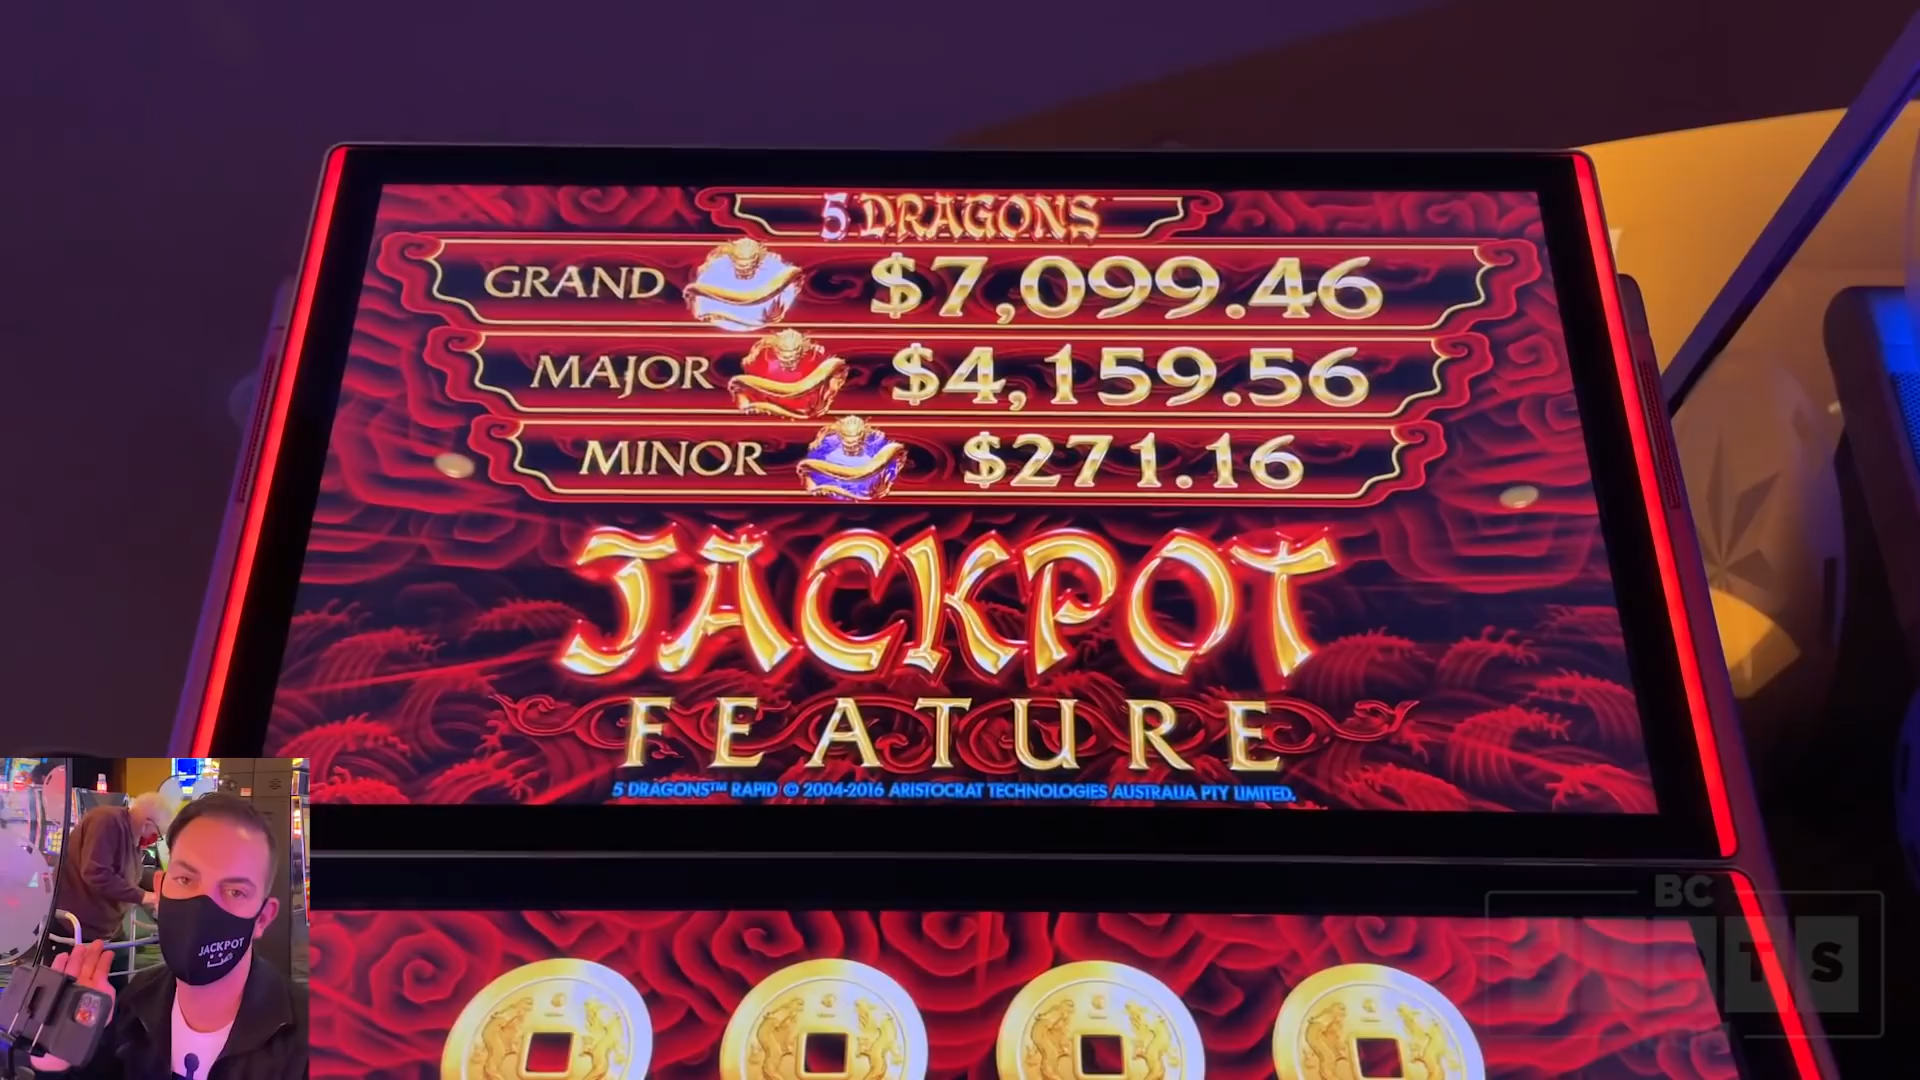 5 DRAGONS
GRAND $7,099.46
MAJOR $4,159.56
MINOR $271.16
JACKPOT
FEATURE
5 DRAGONS™ RAPID © 2004-2016 ARISTOCRAT TECHNOLOGIES AUSTRALIA PTY LIMITED.
JACKPOT
BC
TS